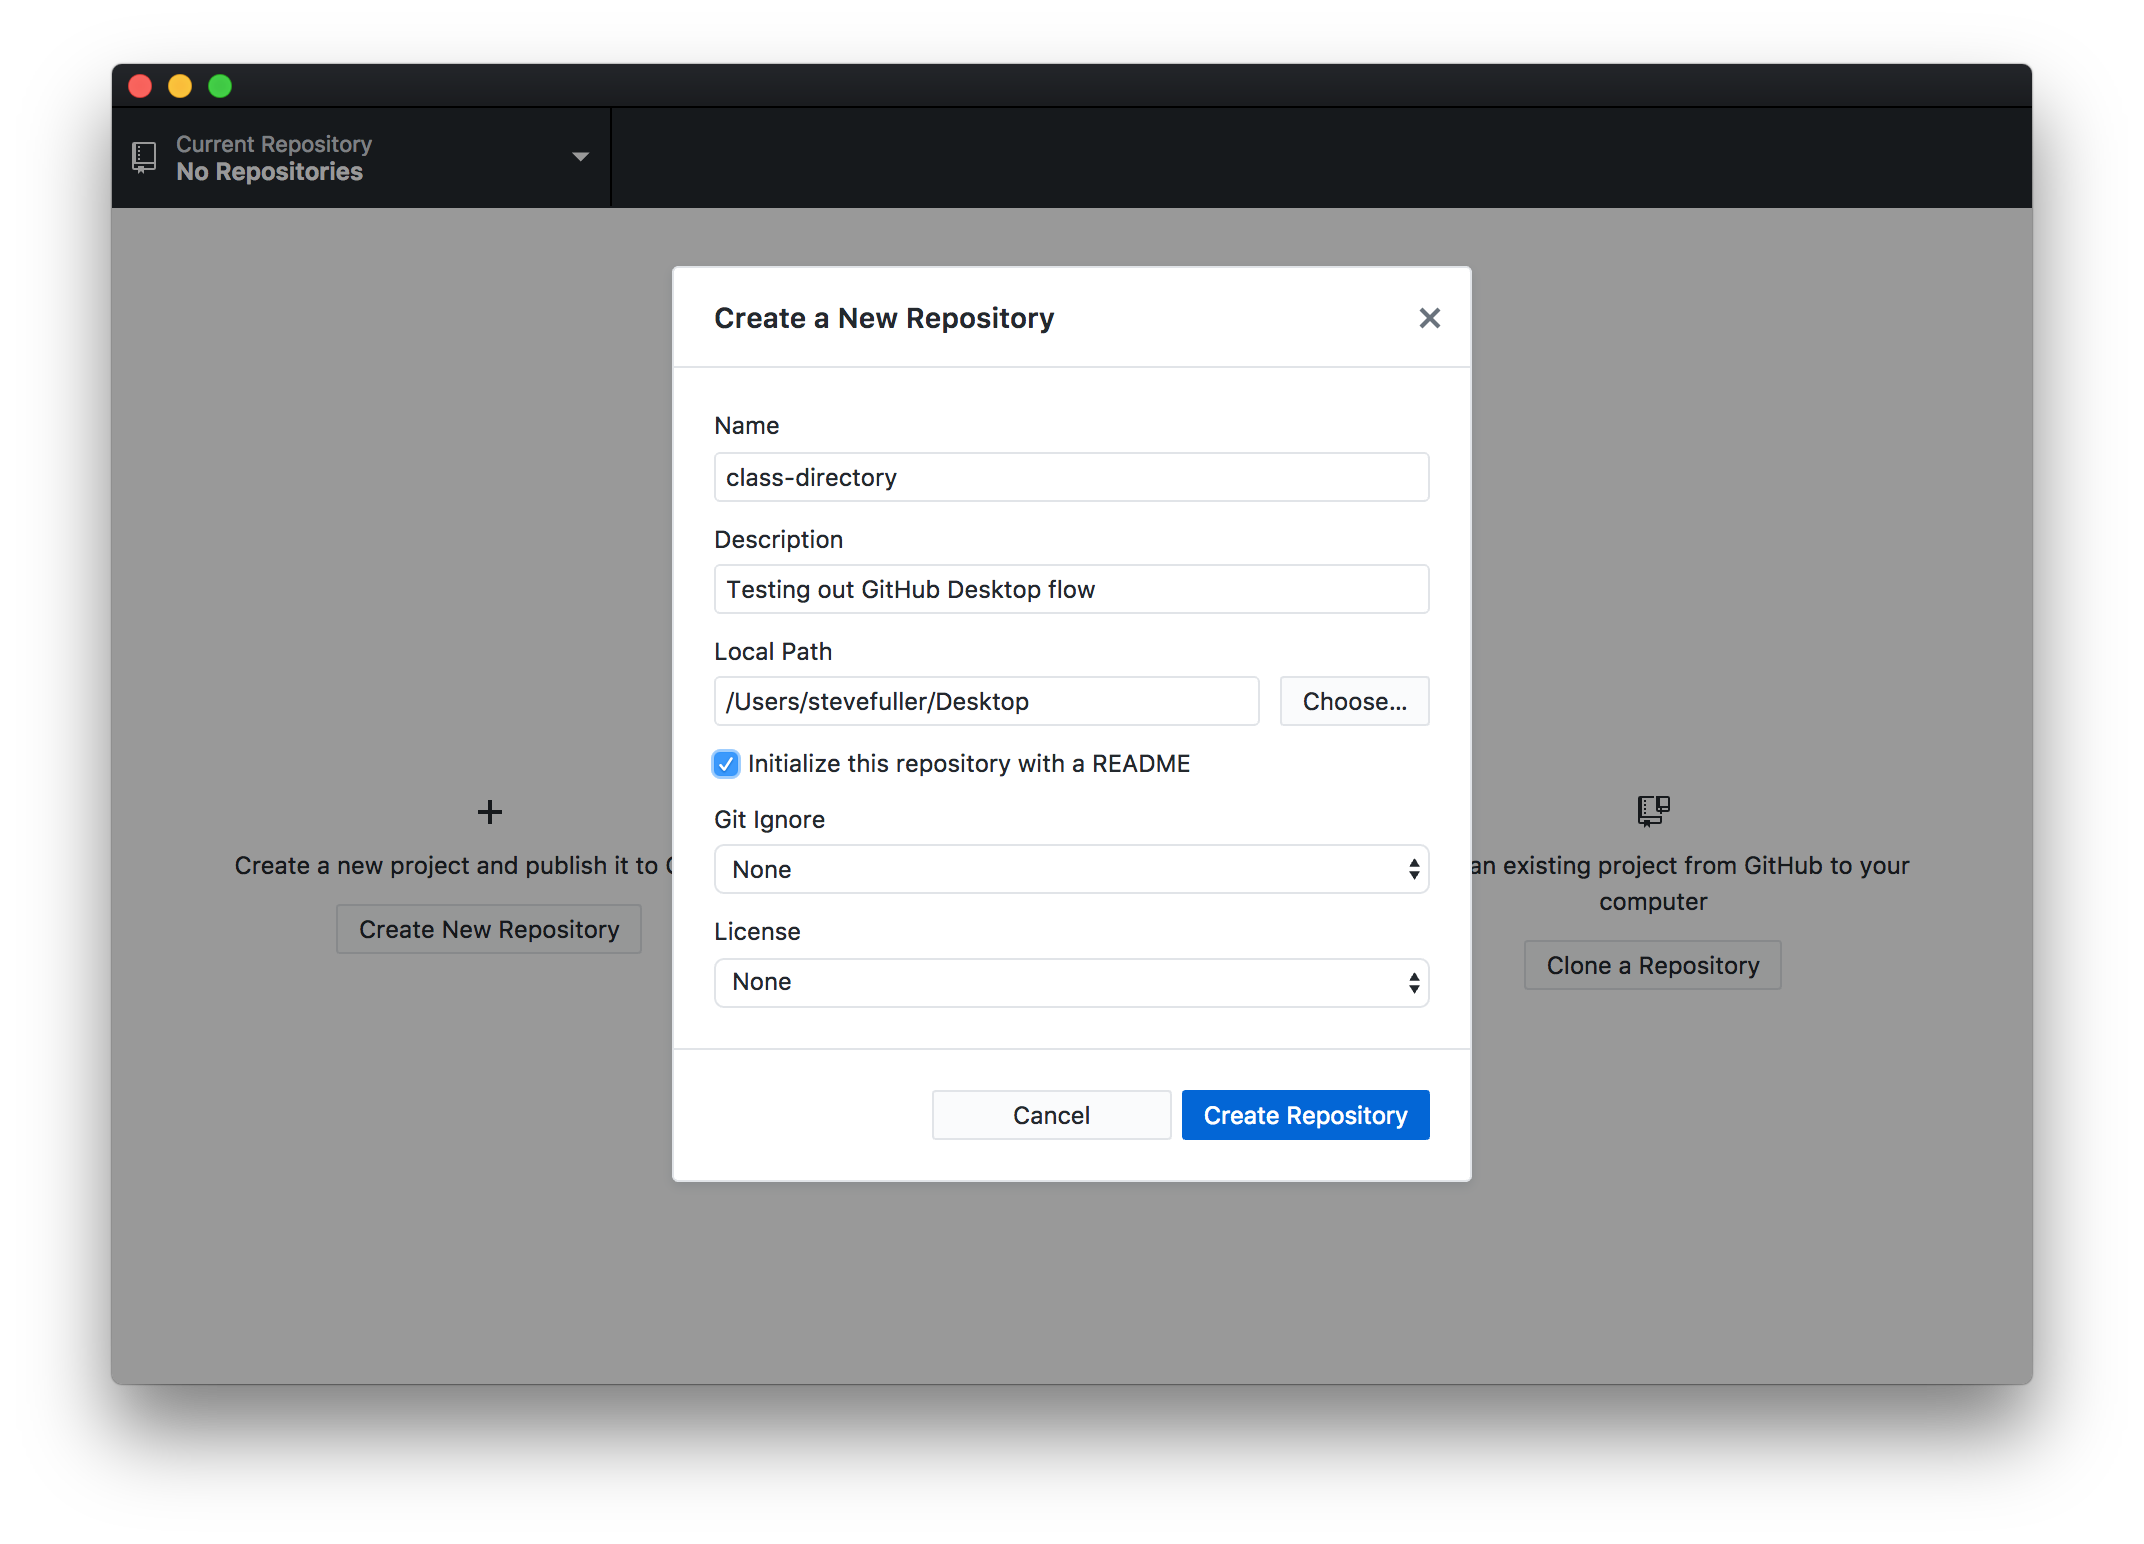 Current Repository
No Repositories
Create a New Repository
Name
class-directory
Description
Testing out GitHub Desktop flow
Local Path
/Users/stevefuller/Desktop
Choose...
Initialize this repository with a README
Git Ignore
None
License
None
Cancel
Create Repository
Create a new project and publish it to
Create New Repository
an existing project from GitHub to your
computer
Clone a Repository